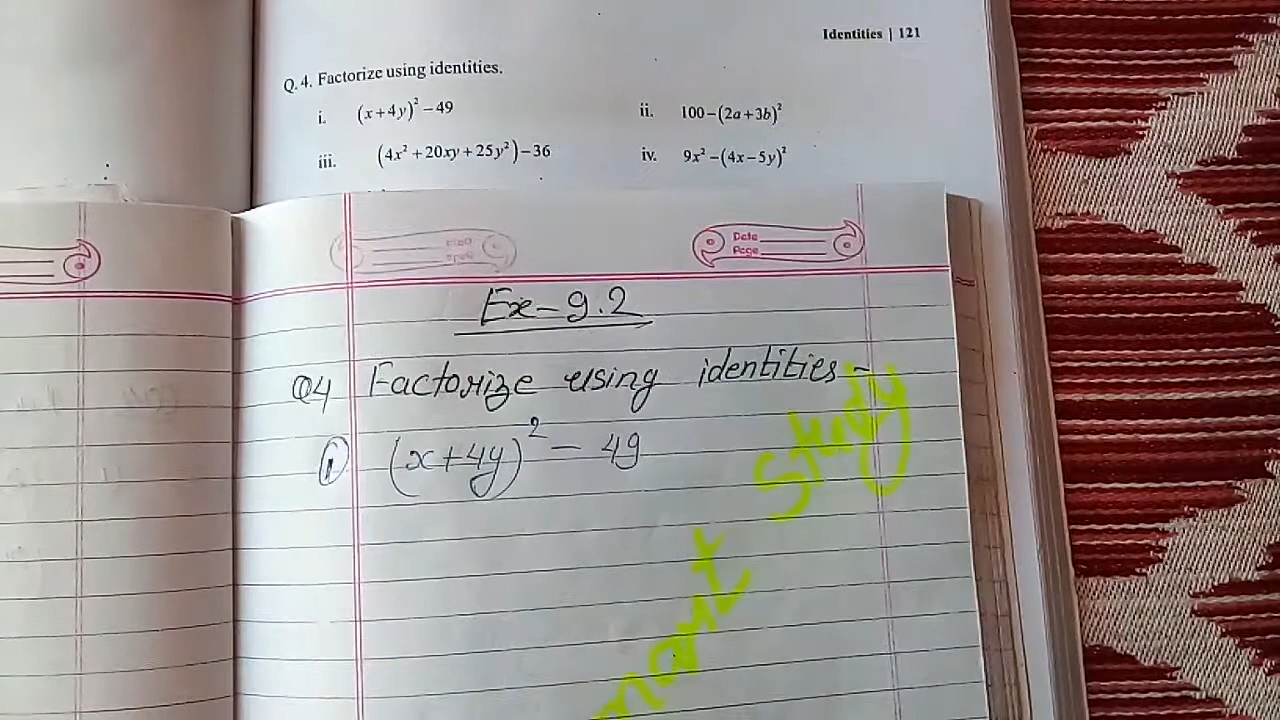 Identities | 121
Q. 4. Factorize using identities.
i. (x+4y)² – 49 ii. 100 – (2a+3b)²
iii. (4x² + 20xy + 25y²) – 36 iv. 9x² – (4x – 5y)²
Date
Page
Ex – 9.2
Q4 Factorize using identities –
① (x+4y)² – 49
Study